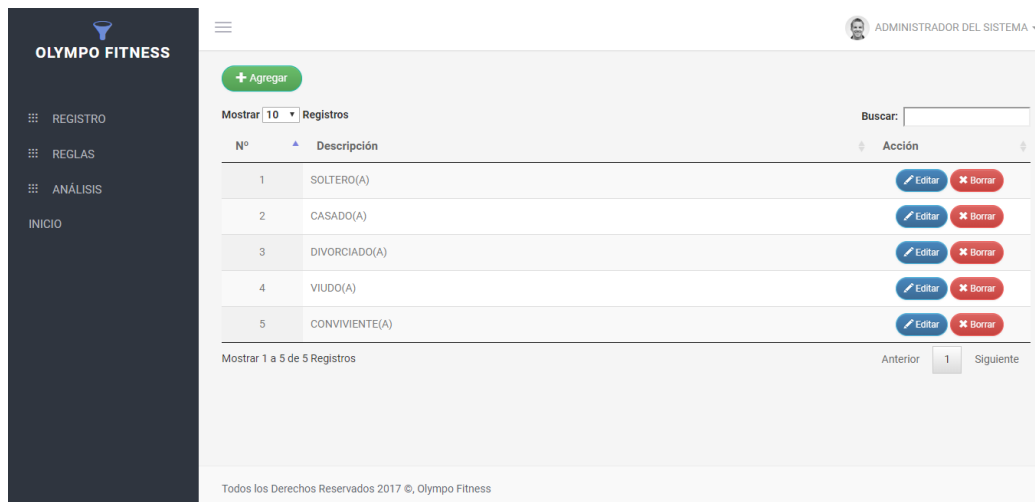 OLYMPO FITNESS
ADMINISTRADOR DEL SISTEMA
REGISTRO
REGLAS
ANÁLISIS
INICIO
Agregar
Mostrar 10 Registros
Buscar:
Nº Descripción Acción
1 SOLTERO(A) Editar Borrar
2 CASADO(A) Editar Borrar
3 DIVORCIADO(A) Editar Borrar
4 VIUDO(A) Editar Borrar
5 CONVIVIENTE(A) Editar Borrar
Mostrar 1 a 5 de 5 Registros
Anterior 1 Siguiente
Todos los Derechos Reservados 2017 ©, Olympo Fitness